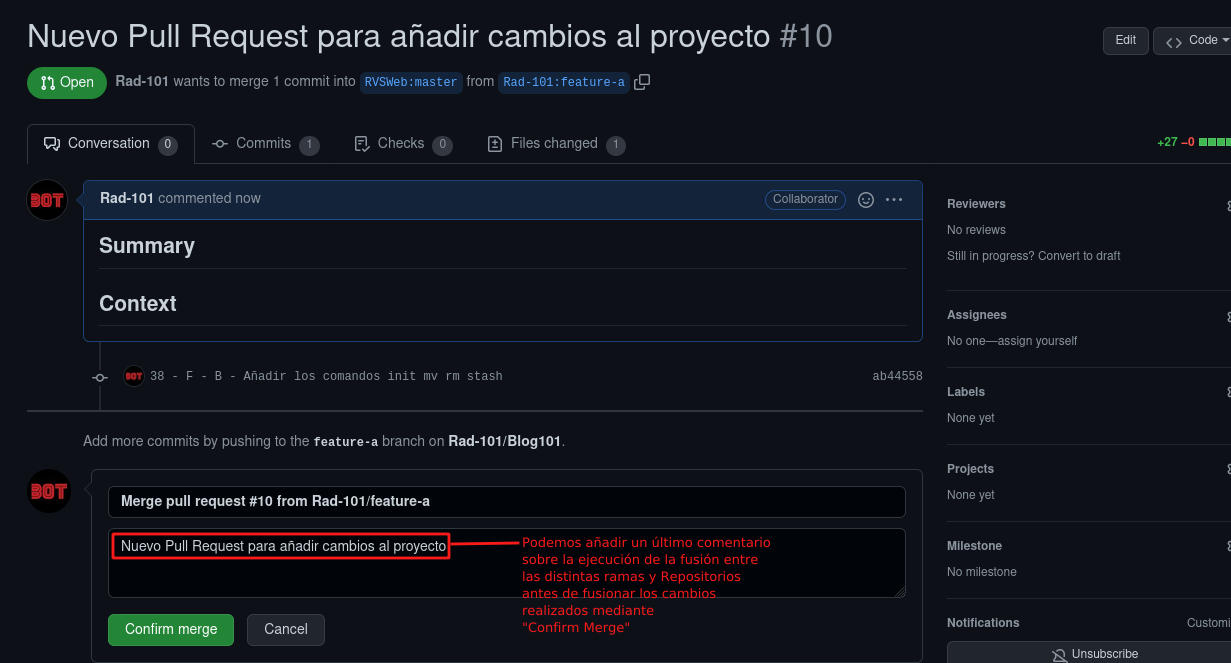 Nuevo Pull Request para añadir cambios al proyecto #10
Edit
Code
Open
Rad-101 wants to merge 1 commit into RVSWeb:master from Rad-101:feature-a
Conversation 0
Commits 1
Checks 0
Files changed 1
+27 −0
BOT
Rad-101 commented now
Collaborator
Summary
Context
BOT
38 - F - B - Añadir los comandos init mv rm stash
ab44558
Add more commits by pushing to the feature-a branch on Rad-101/Blog101.
BOT
Merge pull request #10 from Rad-101/feature-a
Nuevo Pull Request para añadir cambios al proyecto
Podemos añadir un último comentario
sobre la ejecución de la fusión entre
las distintas ramas y Repositorios
antes de fusionar los cambios
realizados mediante
"Confirm Merge"
Confirm merge
Cancel
Reviewers
No reviews
Still in progress? Convert to draft
Assignees
No one—assign yourself
Labels
None yet
Projects
None yet
Milestone
No milestone
Notifications
Customi
Unsubscribe